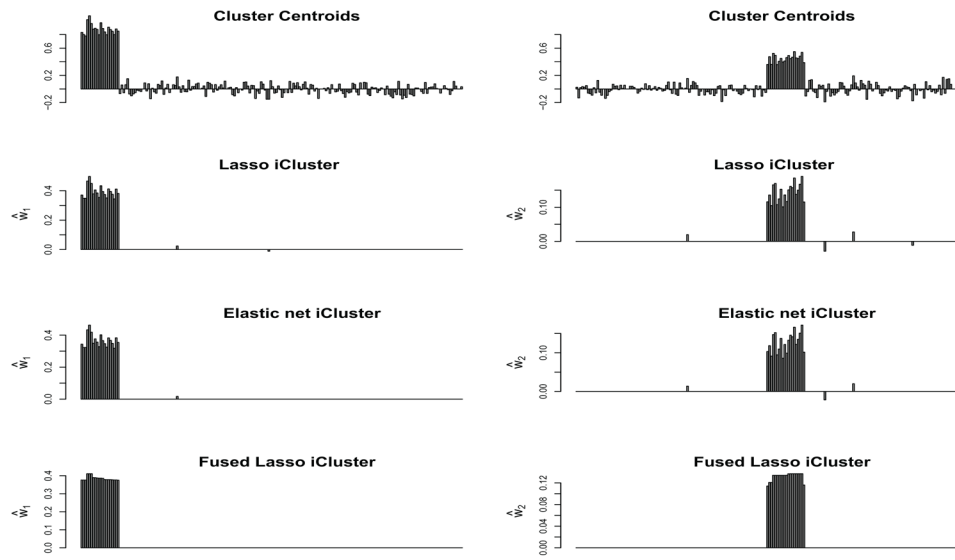 Cluster Centroids
0.6
0.2
−0.2
Cluster Centroids
0.6
0.2
−0.2
Lasso iCluster
0.4
0.2
0.0
ŵ1
Lasso iCluster
0.10
0.00
ŵ2
Elastic net iCluster
0.4
0.2
0.0
ŵ1
Elastic net iCluster
0.10
0.00
ŵ2
Fused Lasso iCluster
0.4
0.3
0.2
0.1
0.0
ŵ1
Fused Lasso iCluster
0.12
0.08
0.04
0.00
ŵ2